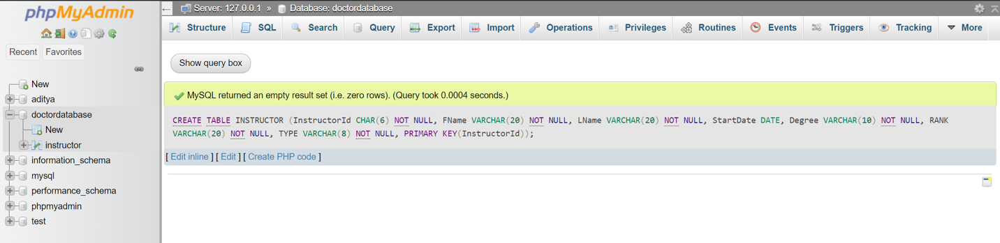 phpMyAdmin
Recent Favorites
New
aditya
doctordatabase
New
instructor
information_schema
mysql
performance_schema
phpmyadmin
test
Server: 127.0.0.1 » Database: doctordatabase
Structure SQL Search Query Export Import Operations Privileges Routines Events Triggers Tracking More
Show query box
MySQL returned an empty result set (i.e. zero rows). (Query took 0.0004 seconds.)
CREATE TABLE INSTRUCTOR (InstructorId CHAR(6) NOT NULL, FName VARCHAR(20) NOT NULL, LName VARCHAR(20) NOT NULL, StartDate DATE, Degree VARCHAR(10) NOT NULL, RANK
VARCHAR(20) NOT NULL, TYPE VARCHAR(8) NOT NULL, PRIMARY KEY(InstructorId));
[ Edit inline ] [ Edit ] [ Create PHP code ]